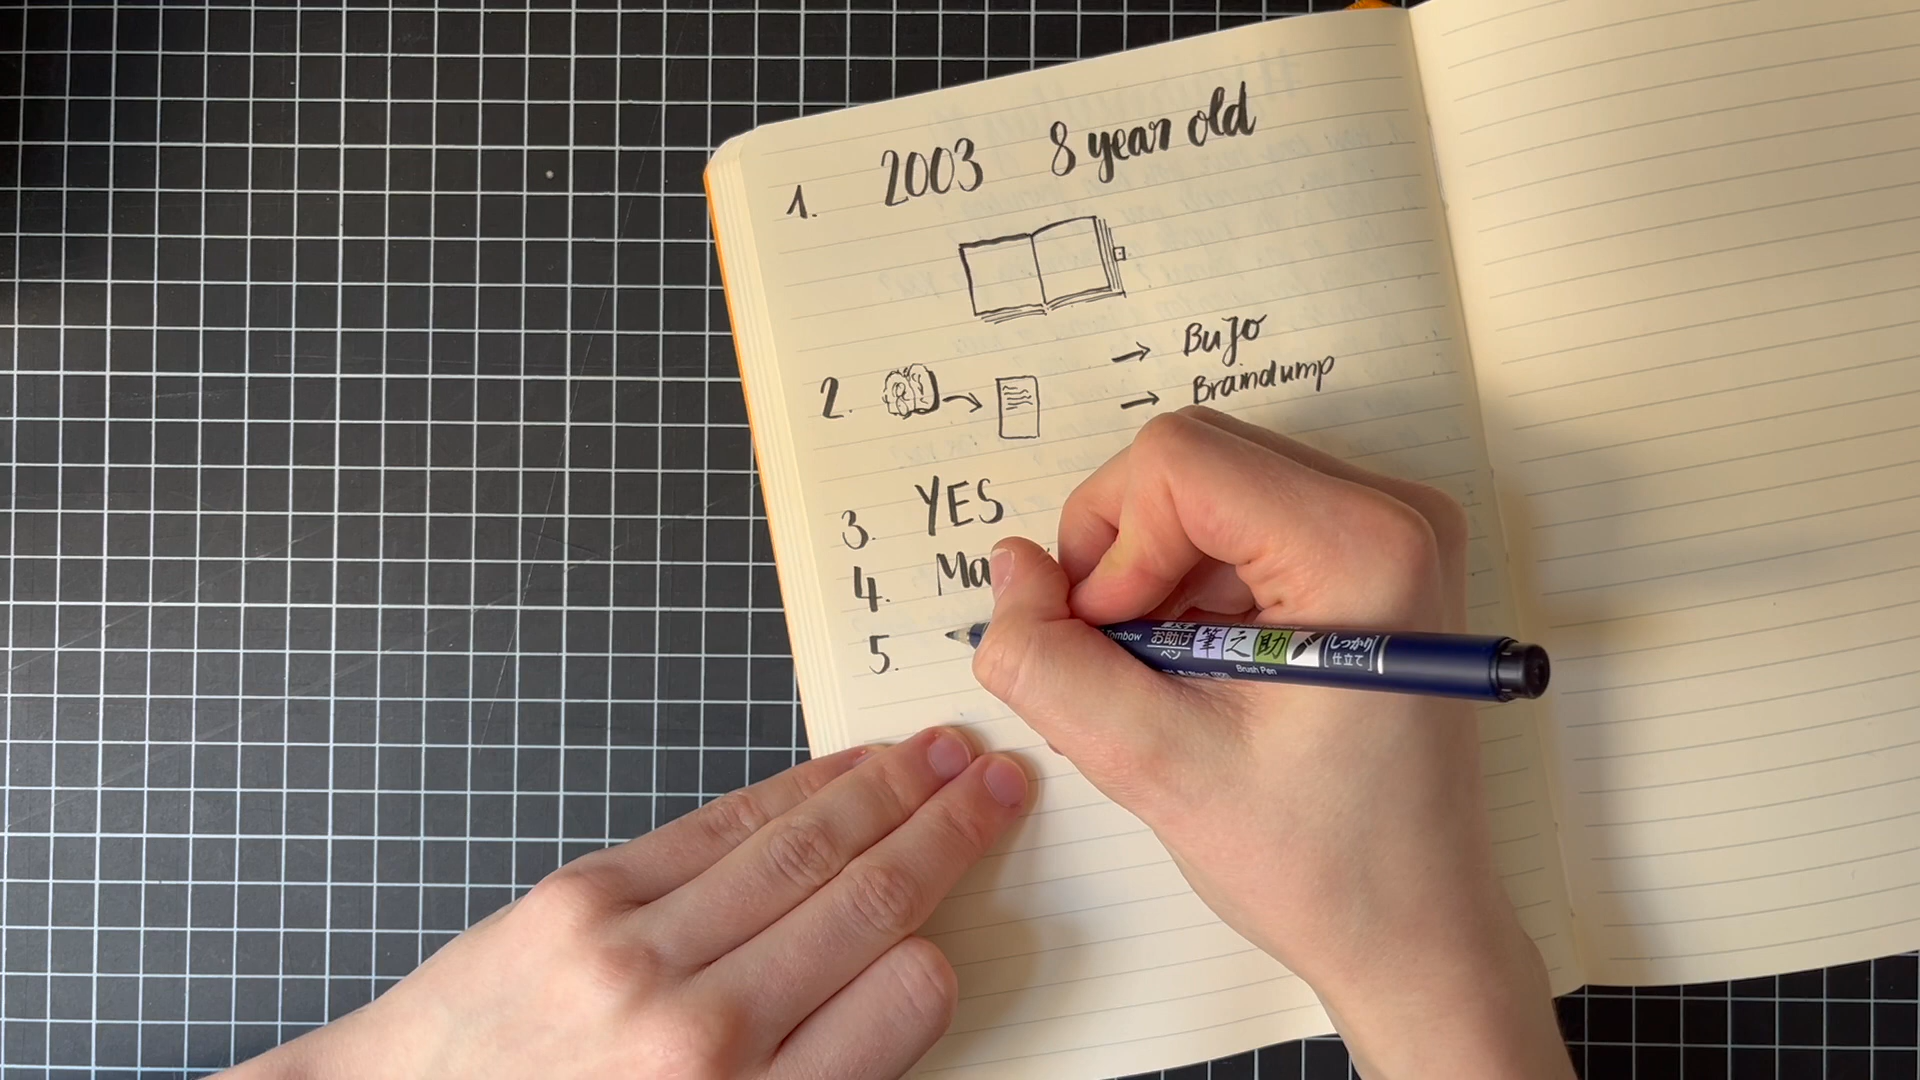 1. 2003 8 year old
2. → BuJo
→ Braindump
3. YES
4. Ma
5.
Tombow
お助け
ペン
筆之助
しっかり
仕立て
Brush Pen